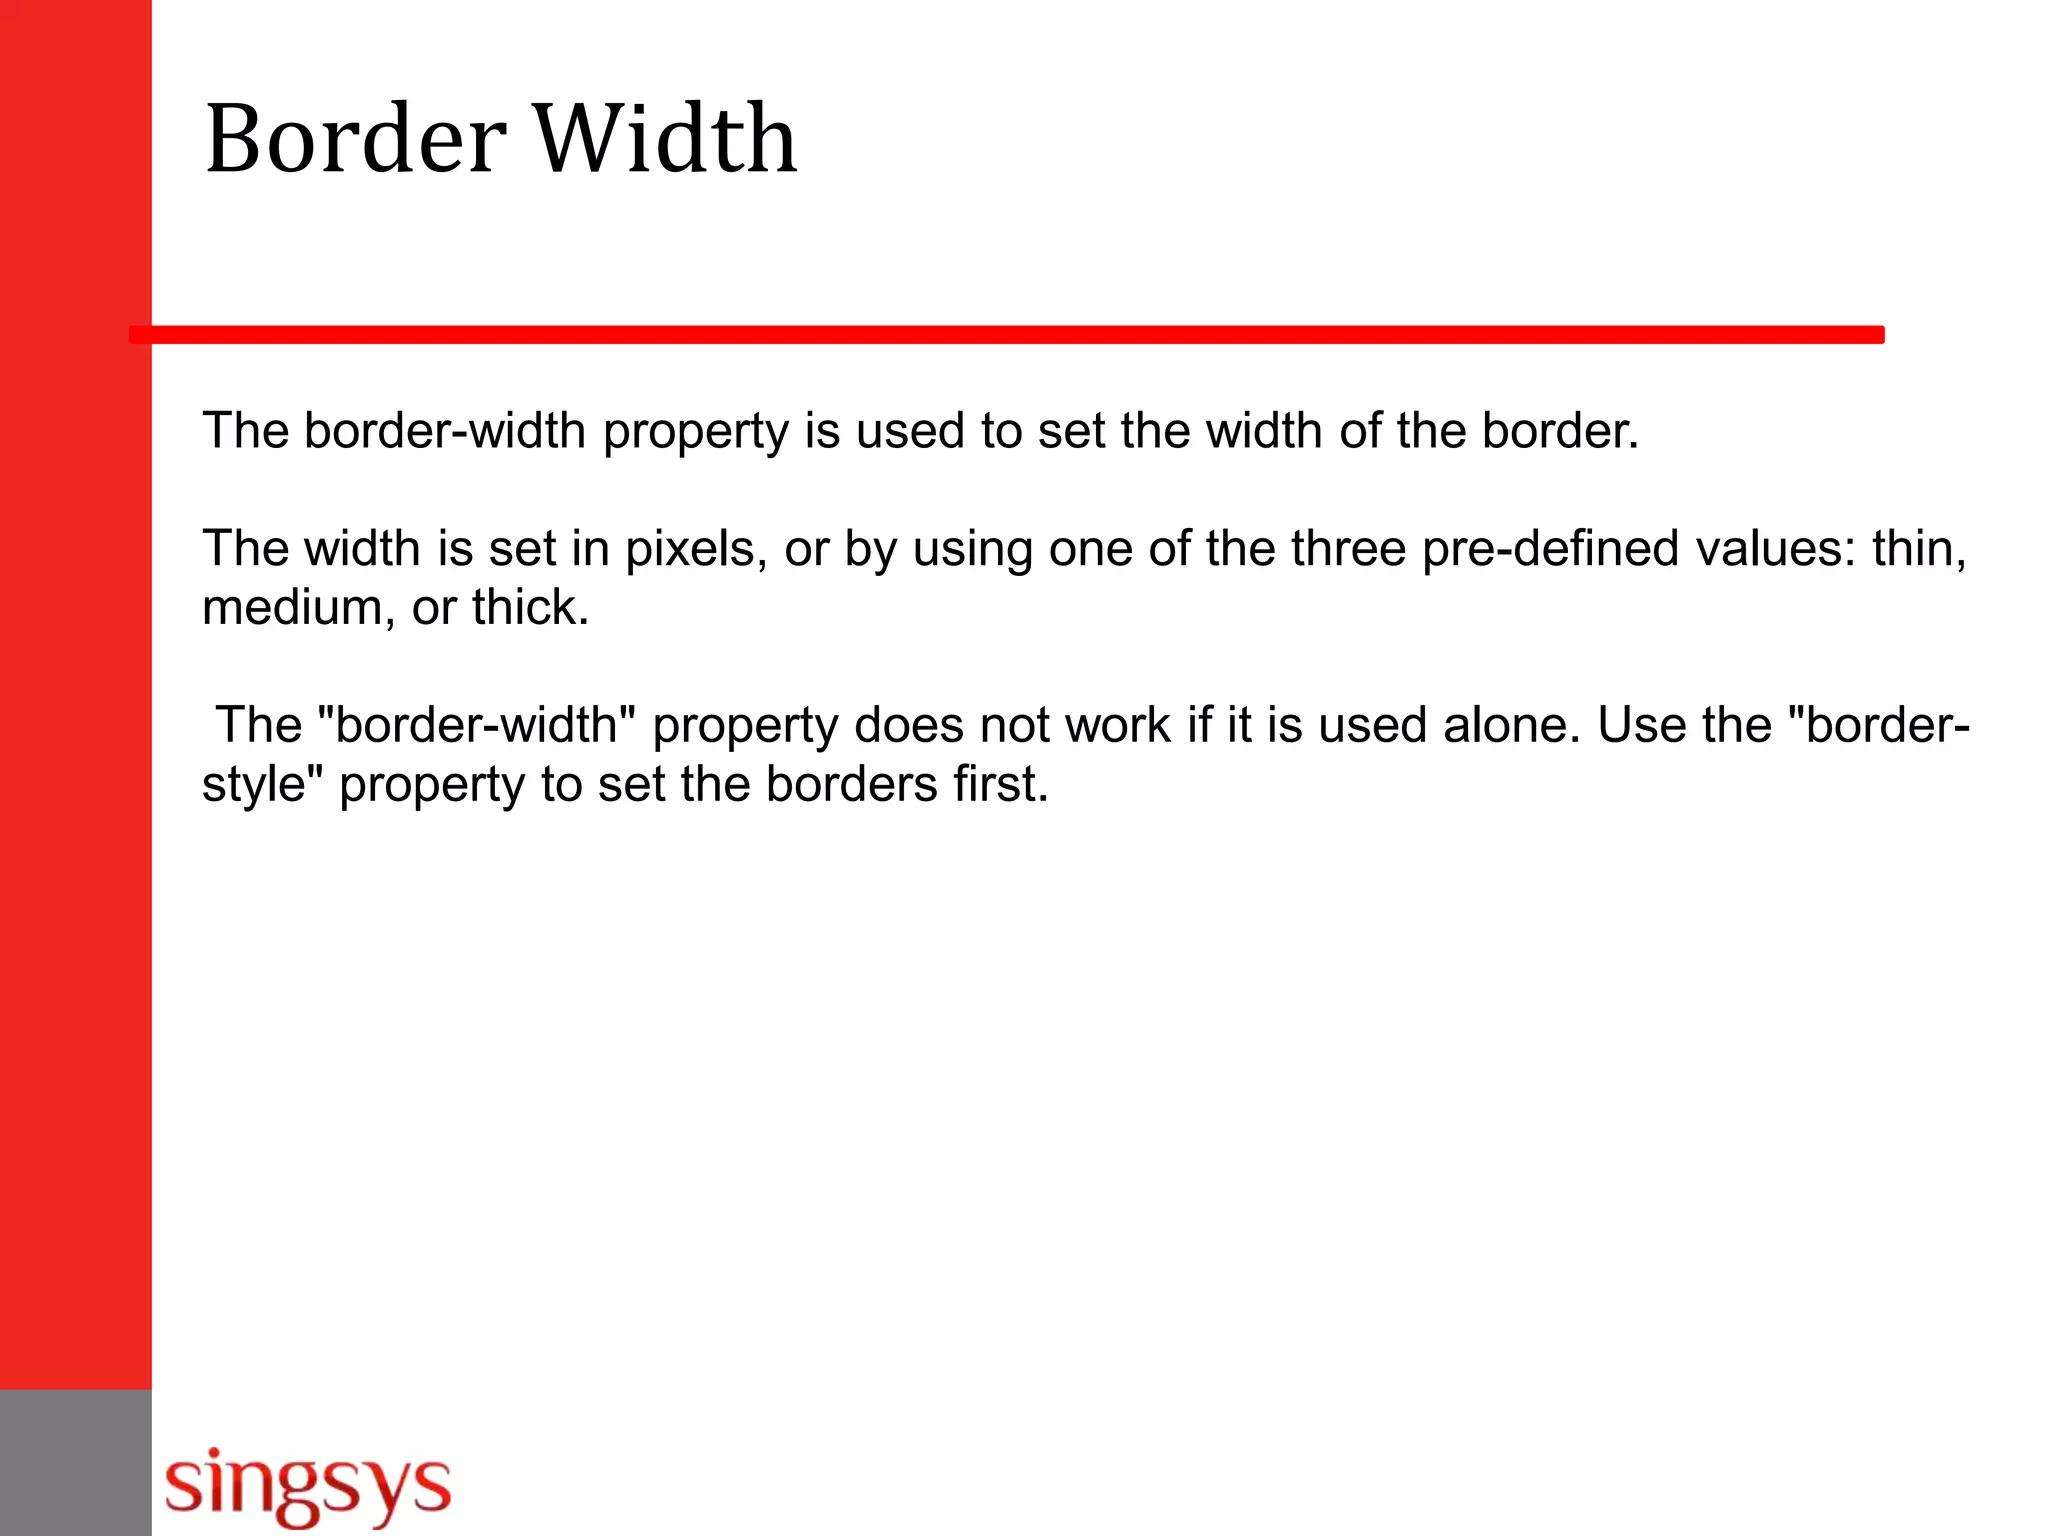 Border Width
The border-width property is used to set the width of the border.
The width is set in pixels, or by using one of the three pre-defined values: thin,
medium, or thick.
The "border-width" property does not work if it is used alone. Use the "border-
style" property to set the borders first.
singsys